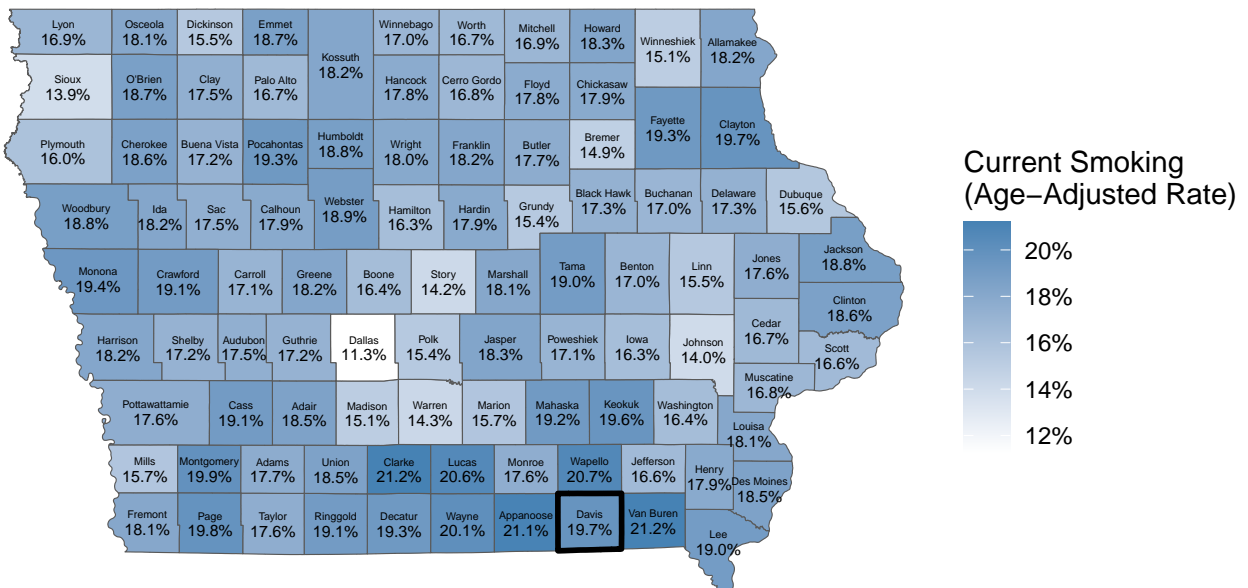 Lyon
16.9%
Osceola
18.1%
Dickinson
15.5%
Emmet
18.7%
Kossuth
18.2%
Winnebago
17.0%
Worth
16.7%
Mitchell
16.9%
Howard
18.3%
Winneshiek
15.1%
Allamakee
18.2%
Sioux
13.9%
O'Brien
18.7%
Clay
17.5%
Palo Alto
16.7%
Hancock
17.8%
Cerro Gordo
16.8%
Floyd
17.8%
Chickasaw
17.9%
Fayette
19.3%
Clayton
19.7%
Plymouth
16.0%
Cherokee
18.6%
Buena Vista
17.2%
Pocahontas
19.3%
Humboldt
18.8%
Wright
18.0%
Franklin
18.2%
Butler
17.7%
Bremer
14.9%
Woodbury
18.8%
Ida
18.2%
Sac
17.5%
Calhoun
17.9%
Webster
18.9%
Hamilton
16.3%
Hardin
17.9%
Grundy
15.4%
Black Hawk
17.3%
Buchanan
17.0%
Delaware
17.3%
Dubuque
15.6%
Monona
19.4%
Crawford
19.1%
Carroll
17.1%
Greene
18.2%
Boone
16.4%
Story
14.2%
Marshall
18.1%
Tama
19.0%
Benton
17.0%
Linn
15.5%
Jones
17.6%
Jackson
18.8%
Clinton
18.6%
Harrison
18.2%
Shelby
17.2%
Audubon
17.5%
Guthrie
17.2%
Dallas
11.3%
Polk
15.4%
Jasper
18.3%
Poweshiek
17.1%
Iowa
16.3%
Johnson
14.0%
Cedar
16.7%
Scott
16.6%
Muscatine
16.8%
Pottawattamie
17.6%
Cass
19.1%
Adair
18.5%
Madison
15.1%
Warren
14.3%
Marion
15.7%
Mahaska
19.2%
Keokuk
19.6%
Washington
16.4%
Louisa
18.1%
Mills
15.7%
Montgomery
19.9%
Adams
17.7%
Union
18.5%
Clarke
21.2%
Lucas
20.6%
Monroe
17.6%
Wapello
20.7%
Jefferson
16.6%
Henry
17.9%
Des Moines
18.5%
Fremont
18.1%
Page
19.8%
Taylor
17.6%
Ringgold
19.1%
Decatur
19.3%
Wayne
20.1%
Appanoose
21.1%
Davis
19.7%
Van Buren
21.2%
Lee
19.0%
Current Smoking
(Age−Adjusted Rate)
20%
18%
16%
14%
12%